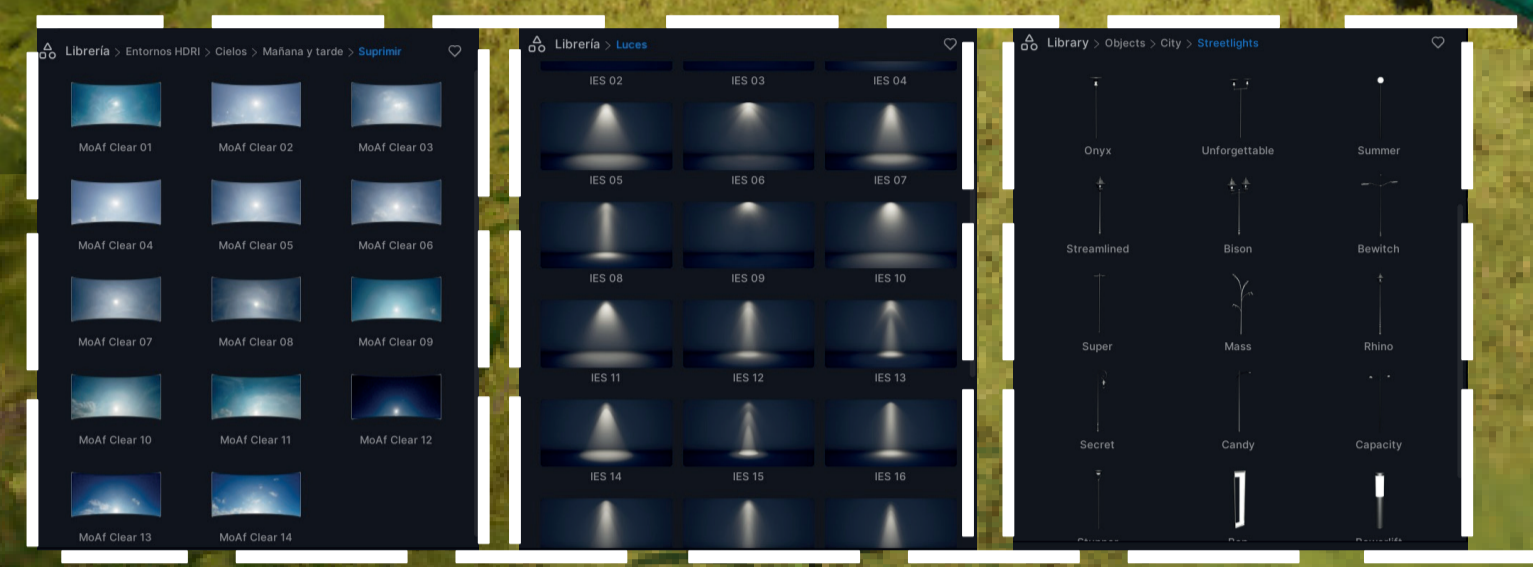 Librería > Entornos HDRI > Cielos > Mañana y tarde > Suprimir
MoAf Clear 01 MoAf Clear 02 MoAf Clear 03
MoAf Clear 04 MoAf Clear 05 MoAf Clear 06
MoAf Clear 07 MoAf Clear 08 MoAf Clear 09
MoAf Clear 10 MoAf Clear 11 MoAf Clear 12
MoAf Clear 13 MoAf Clear 14
Librería > Luces
IES 02 IES 03 IES 04
IES 05 IES 06 IES 07
IES 08 IES 09 IES 10
IES 11 IES 12 IES 13
IES 14 IES 15 IES 16
Library > Objects > City > Streetlights
Onyx Unforgettable Summer
Streamlined Bison Bewitch
Super Mass Rhino
Secret Candy Capacity